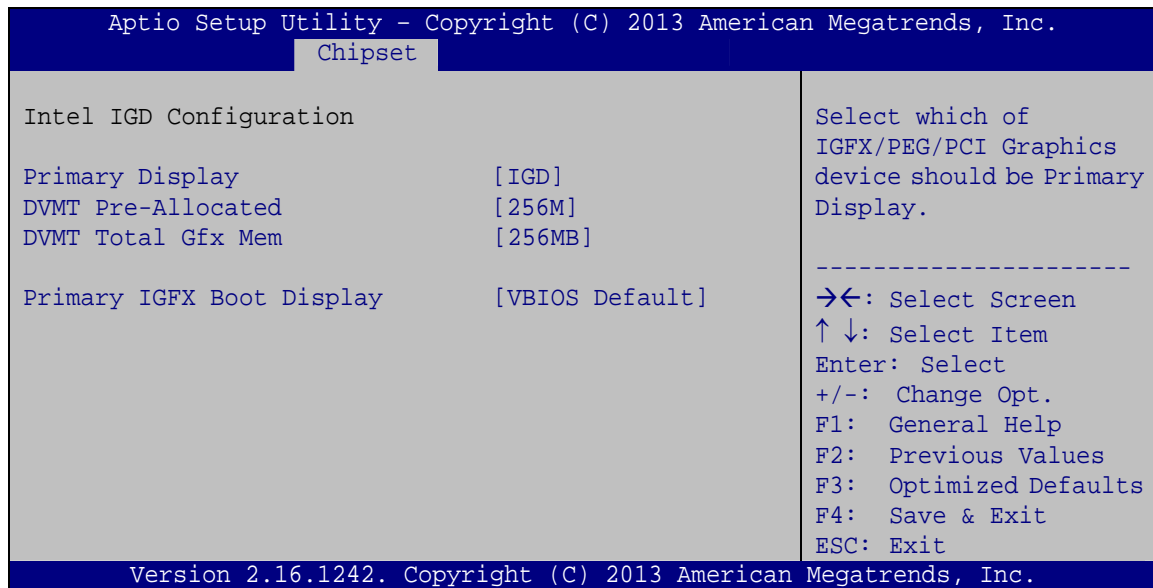 Aptio Setup Utility – Copyright (C) 2013 American Megatrends, Inc.
Chipset
Intel IGD Configuration
Primary Display [IGD]
DVMT Pre-Allocated [256M]
DVMT Total Gfx Mem [256MB]
Primary IGFX Boot Display [VBIOS Default]
Select which of
IGFX/PEG/PCI Graphics
device should be Primary
Display.
----------------------
→←: Select Screen
↑ ↓: Select Item
Enter: Select
+/-: Change Opt.
F1: General Help
F2: Previous Values
F3: Optimized Defaults
F4: Save & Exit
ESC: Exit
Version 2.16.1242. Copyright (C) 2013 American Megatrends, Inc.